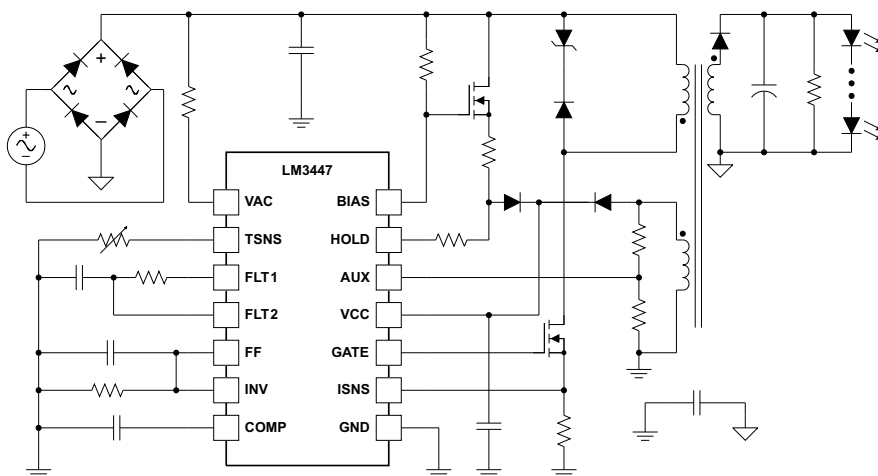 LM3447
VAC BIAS
TSNS HOLD
FLT1 AUX
FLT2 VCC
FF GATE
INV ISNS
COMP GND